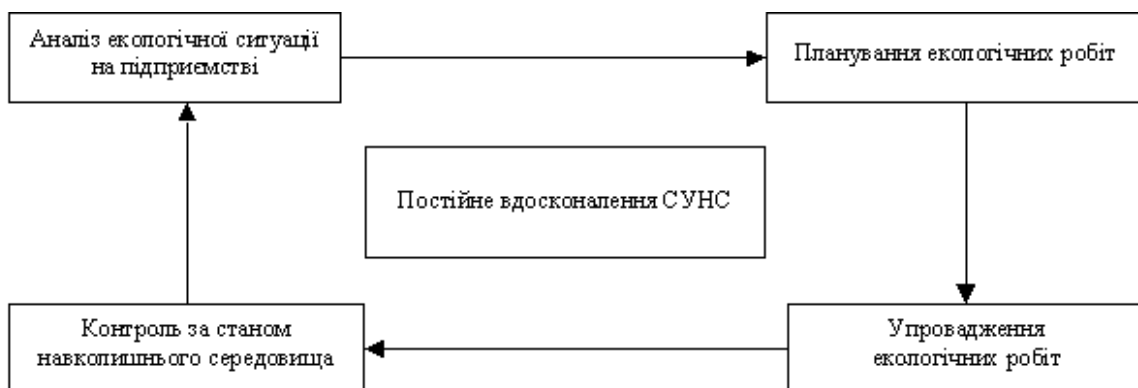 Аналіз екологічної ситуації
на підприємстві
Планування екологічних робіт
Постійне вдосконалення СУНС
Контроль за станом
навколишнього середовища
Упровадження
екологічних робіт